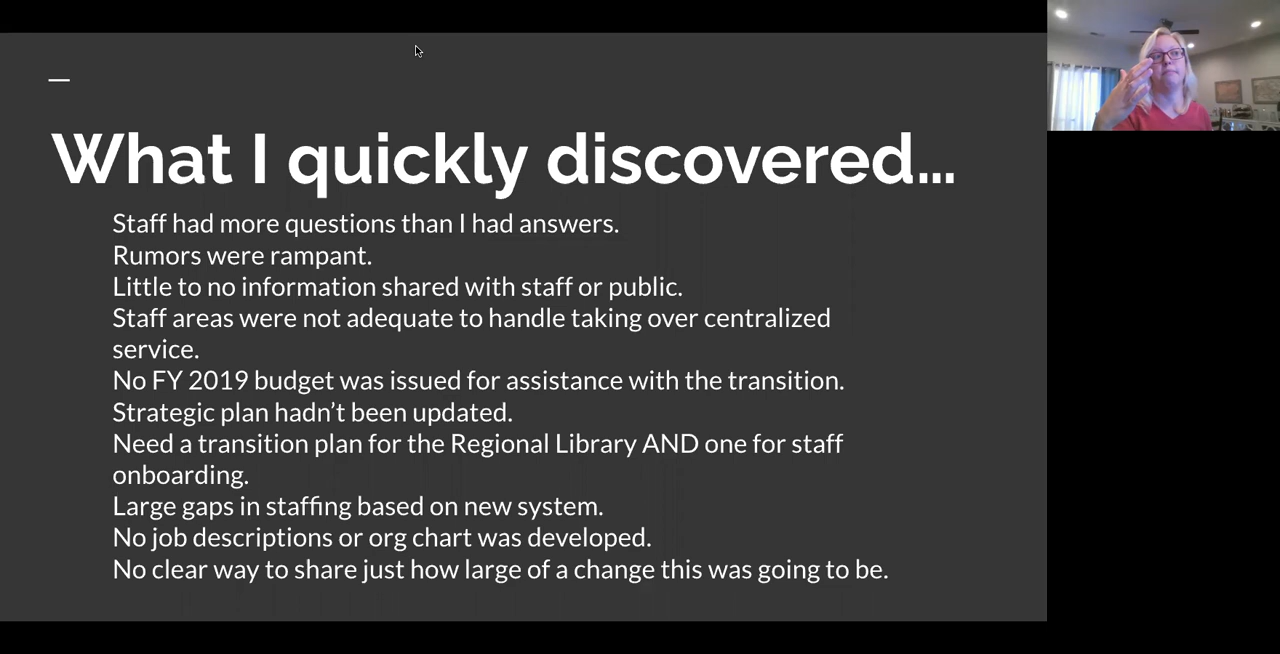 What I quickly discovered...
Staff had more questions than I had answers.
Rumors were rampant.
Little to no information shared with staff or public.
Staff areas were not adequate to handle taking over centralized
service.
No FY 2019 budget was issued for assistance with the transition.
Strategic plan hadn’t been updated.
Need a transition plan for the Regional Library AND one for staff
onboarding.
Large gaps in staffing based on new system.
No job descriptions or org chart was developed.
No clear way to share just how large of a change this was going to be.